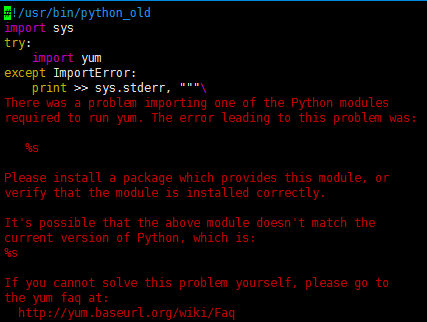 #!/usr/bin/python_old
import sys
try:
    import yum
except ImportError:
    print >> sys.stderr, """\
There was a problem importing one of the Python modules
required to run yum. The error leading to this problem was:
   %s
Please install a package which provides this module, or
verify that the module is installed correctly.
It's possible that the above module doesn't match the
current version of Python, which is:
%s
If you cannot solve this problem yourself, please go to
the yum faq at:
  http://yum.baseurl.org/wiki/Faq